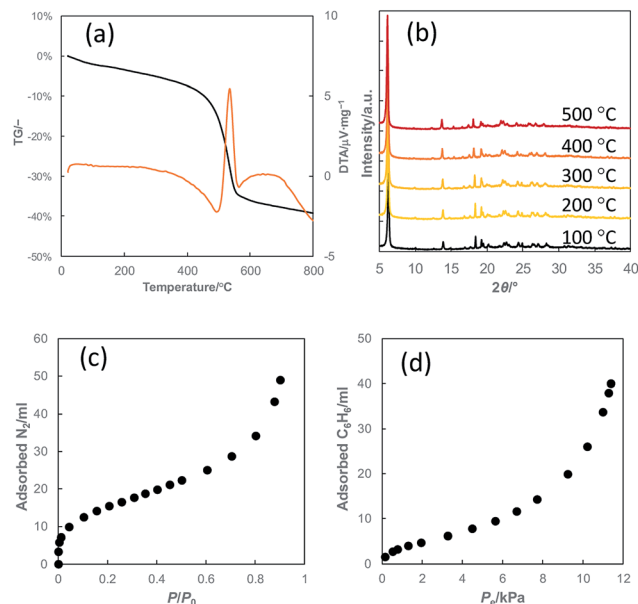 (a)
10%
0%
-10%
-20%
-30%
-40%
-50%
TG/–
10
5
0
-5
DTA/μV·mg⁻¹
0 200 400 600 800
Temperature/°C
(b)
Intensity/a.u.
500 °C
400 °C
300 °C
200 °C
100 °C
5 10 15 20 25 30 35 40
2θ/°
(c)
60
50
40
30
20
10
0
Adsorbed N₂/ml
0 0.2 0.4 0.6 0.8 1
P/P₀
(d)
50
40
30
20
10
0
Adsorbed C₆H₆/ml
0 2 4 6 8 10 12
Pₑ/kPa